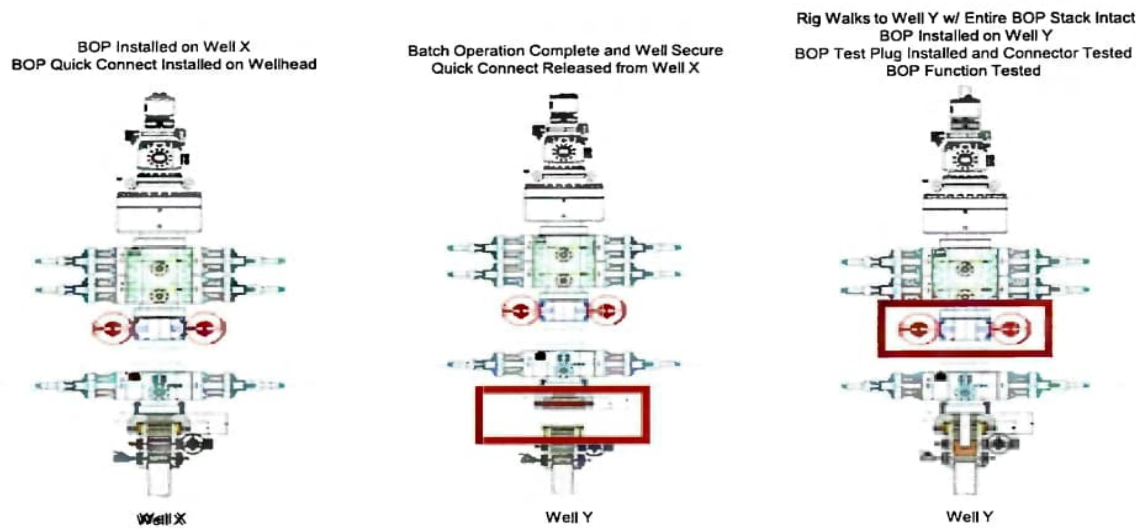 BOP Installed on Well X
BOP Quick Connect Installed on Wellhead
Batch Operation Complete and Well Secure
Quick Connect Released from Well X
Rig Walks to Well Y w/ Entire BOP Stack Intact
BOP Installed on Well Y
BOP Test Plug Installed and Connector Tested
BOP Function Tested
Well X
Well Y
Well Y